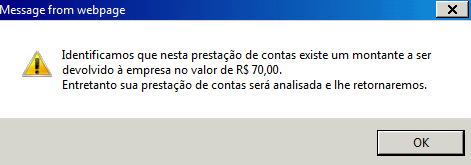 Message from webpage
Identificamos que nesta prestação de contas existe um montante a ser
devolvido à empresa no valor de R$ 70,00.
Entretanto sua prestação de contas será analisada e lhe retornaremos.
OK